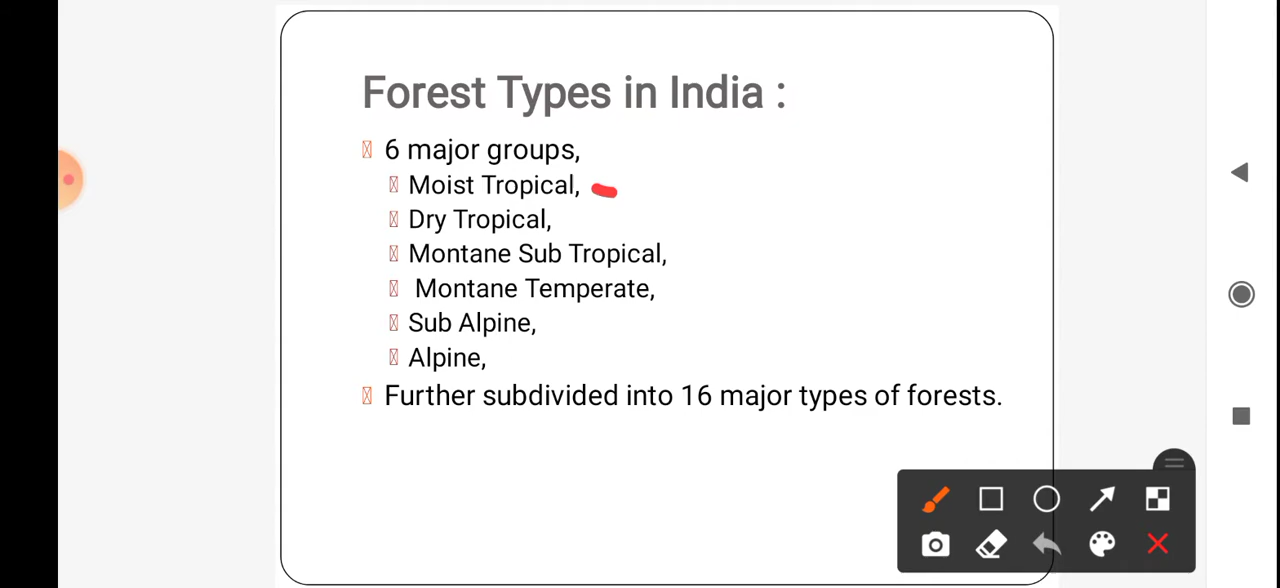 Forest Types in India :
6 major groups,
Moist Tropical,
Dry Tropical,
Montane Sub Tropical,
Montane Temperate,
Sub Alpine,
Alpine,
Further subdivided into 16 major types of forests.